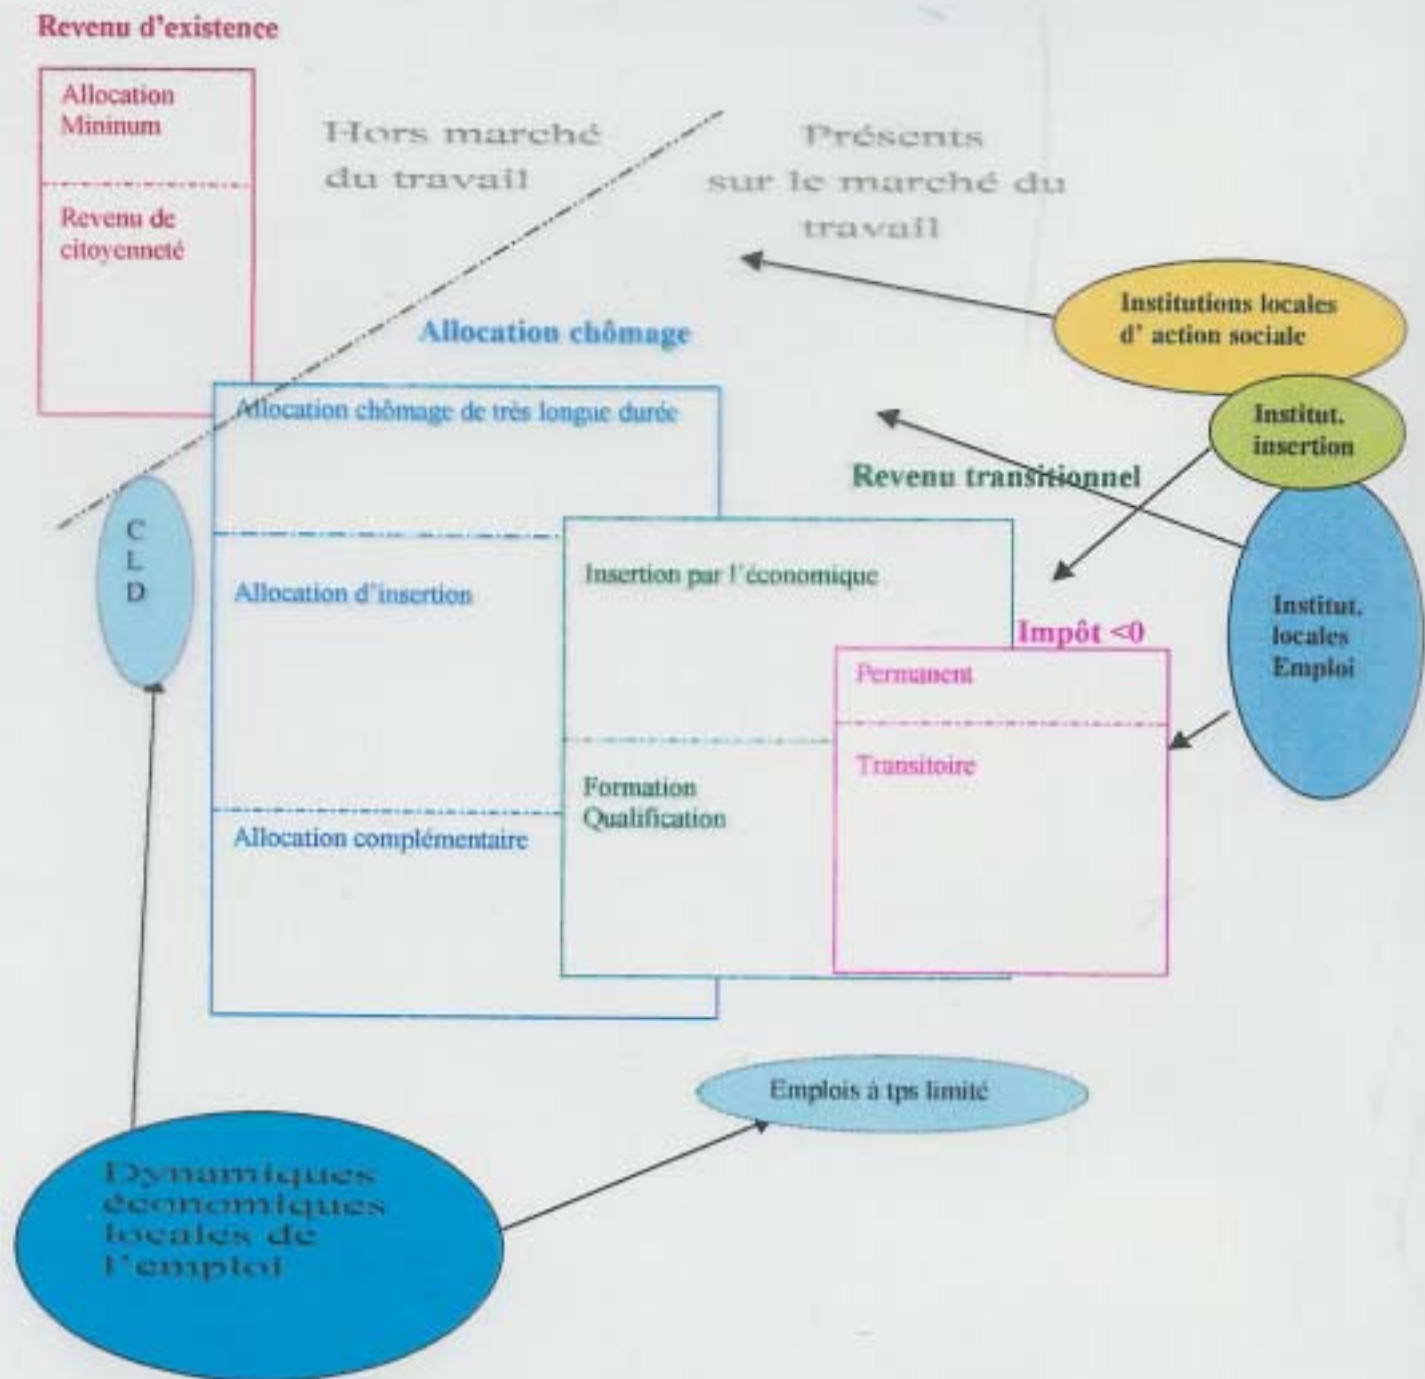 Revenu d'existence
Allocation
Mininum
Revenu de
citoyenneté
Hors marché
du travail
Présents
sur le marché du
travail
Institutions locales
d' action sociale
Allocation chômage
Allocation chômage de très longue durée
Institut.
insertion
Revenu transitionnel
C
L
D
Allocation d'insertion
Insertion par l'économique
Institut.
locales
Emploi
Impôt <0
Permanent
Transitoire
Formation
Qualification
Allocation complémentaire
Emplois à tps limité
Dynamiques
économiques
locales de
l'emploi